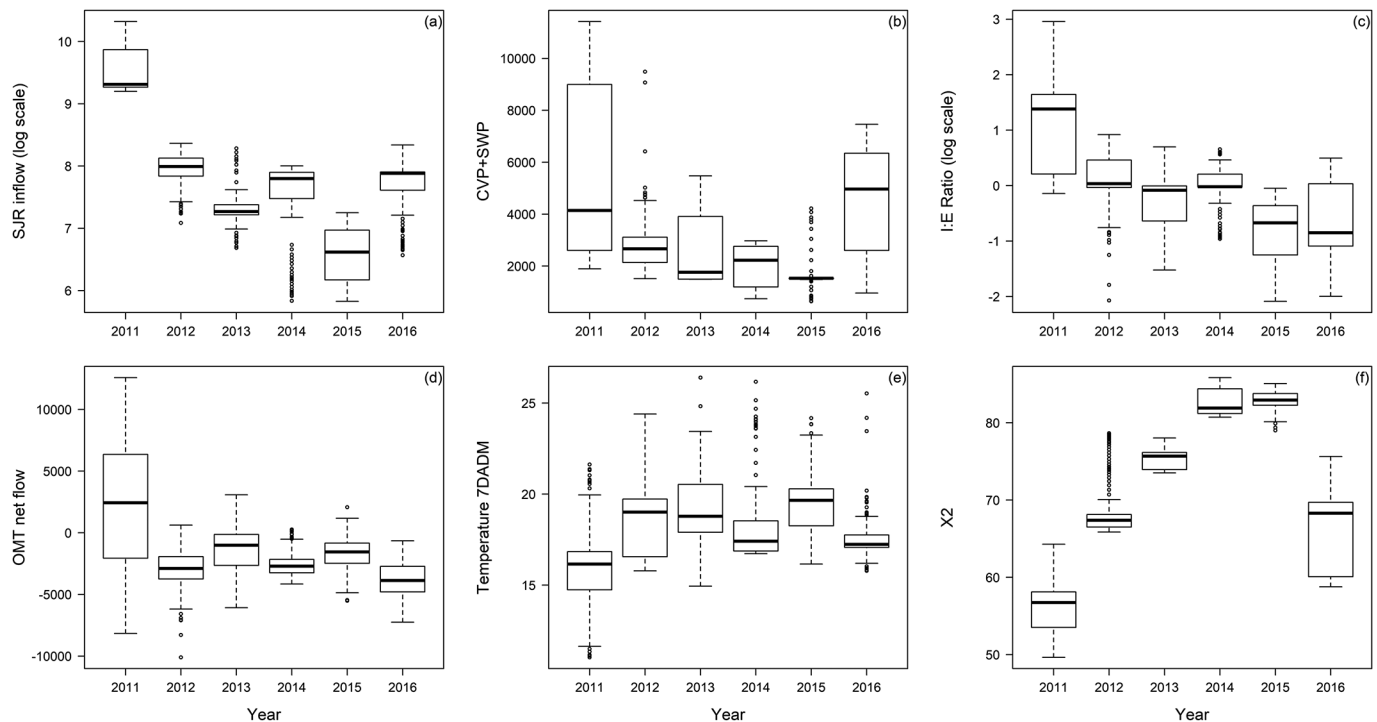 (a)
SJR inflow (log scale)
10
9
8
7
6
2011 2012 2013 2014 2015 2016
(b)
CVP+SWP
10000
8000
6000
4000
2000
2011 2012 2013 2014 2015 2016
(c)
I:E Ratio (log scale)
3
2
1
0
-1
-2
2011 2012 2013 2014 2015 2016
(d)
OMT net flow
10000
5000
0
-5000
-10000
2011 2012 2013 2014 2015 2016
Year
(e)
Temperature 7DADM
25
20
15
2011 2012 2013 2014 2015 2016
Year
(f)
X2
80
70
60
50
2011 2012 2013 2014 2015 2016
Year